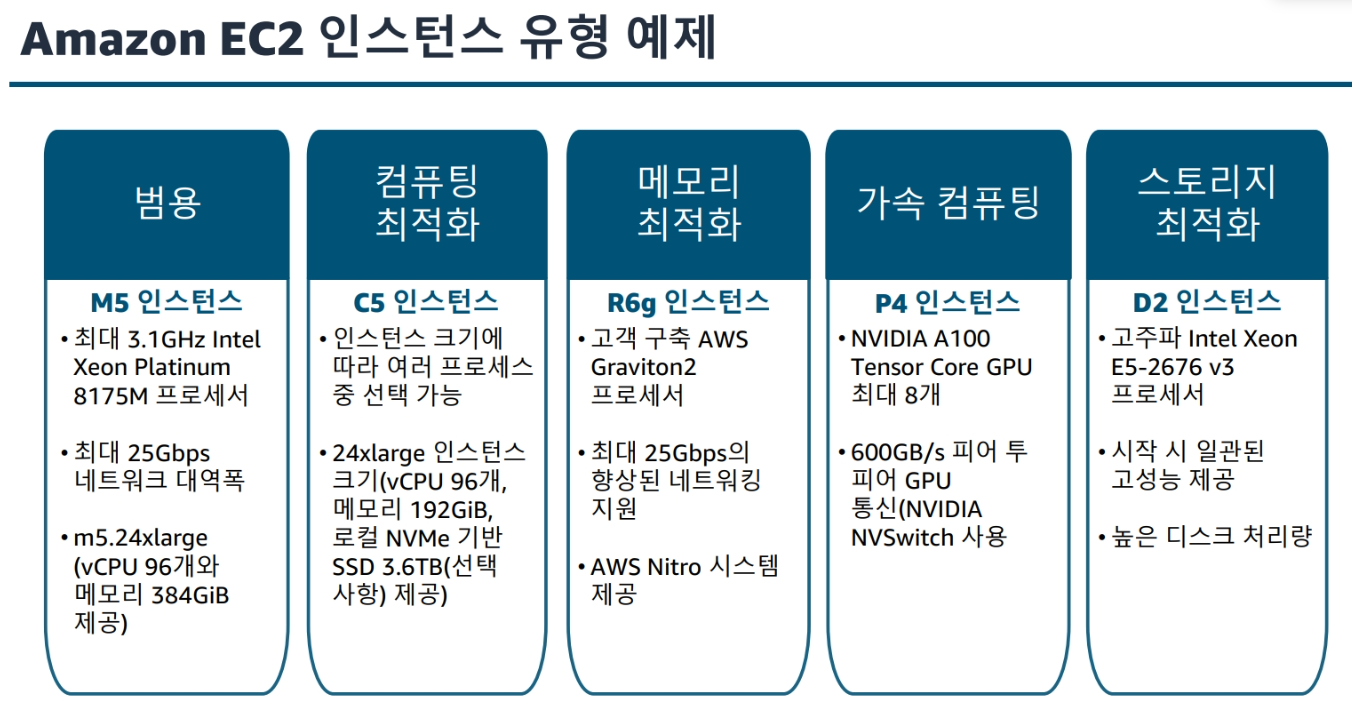 Amazon EC2 인스턴스 유형 예제
범용
M5 인스턴스
• 최대 3.1GHz Intel
Xeon Platinum
8175M 프로세서
• 최대 25Gbps
네트워크 대역폭
• m5.24xlarge
(vCPU 96개와
메모리 384GiB
제공)
컴퓨팅
최적화
C5 인스턴스
• 인스턴스 크기에
따라 여러 프로세스
중 선택 가능
• 24xlarge 인스턴스
크기(vCPU 96개,
메모리 192GiB,
로컬 NVMe 기반
SSD 3.6TB(선택
사항) 제공)
메모리
최적화
R6g 인스턴스
• 고객 구축 AWS
Graviton2
프로세서
• 최대 25Gbps의
향상된 네트워킹
지원
• AWS Nitro 시스템
제공
가속 컴퓨팅
P4 인스턴스
• NVIDIA A100
Tensor Core GPU
최대 8개
• 600GB/s 피어 투
피어 GPU
통신(NVIDIA
NVSwitch 사용
스토리지
최적화
D2 인스턴스
• 고주파 Intel Xeon
E5-2676 v3
프로세서
• 시작 시 일관된
고성능 제공
• 높은 디스크 처리량